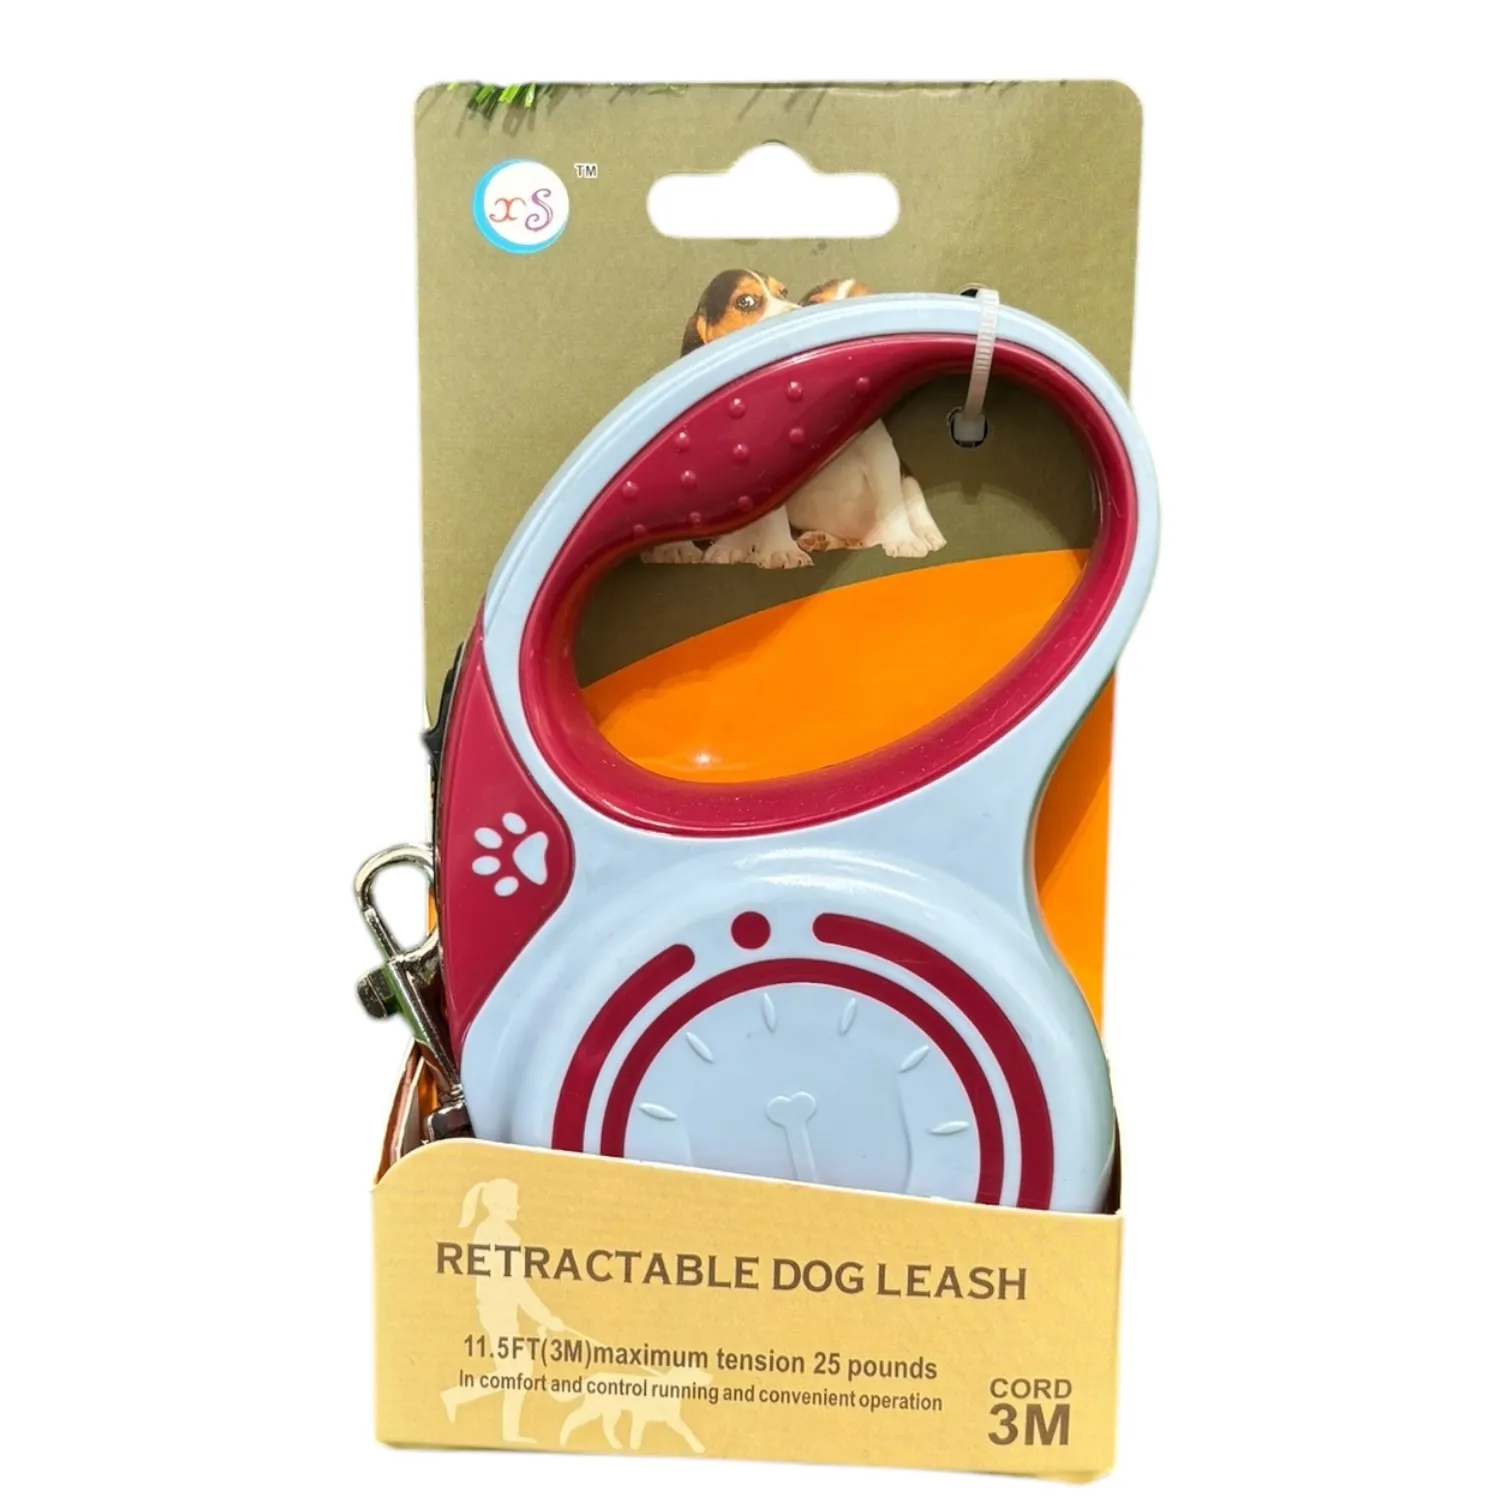 xS
TM
RETRACTABLE DOG LEASH
11.5FT(3M)maximum tension 25 pounds
In comfort and control running and convenient operation
CORD
3M